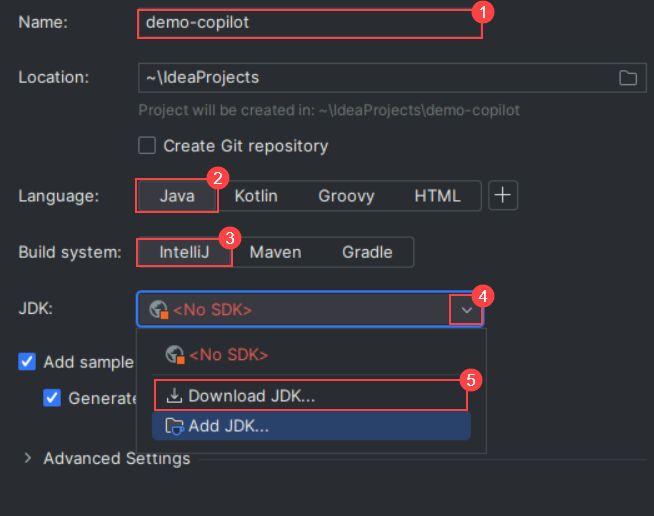 1
Name: demo-copilot
Location: ~\IdeaProjects
Project will be created in: ~\IdeaProjects\demo-copilot
Create Git repository
2
Language: Java Kotlin Groovy HTML
3
Build system: IntelliJ Maven Gradle
4
JDK: <No SDK>
<No SDK>
Add sample
5
Download JDK...
Generate
Add JDK...
Advanced Settings